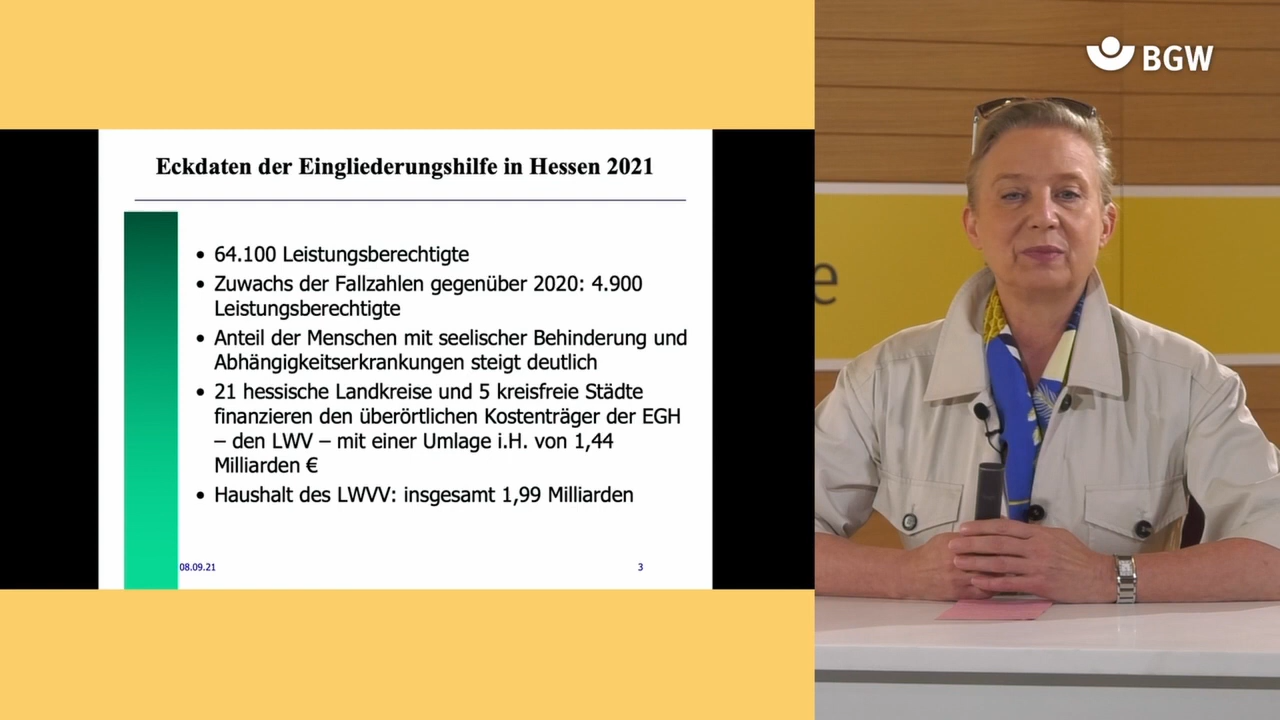 Eckdaten der Eingliederungshilfe in Hessen 2021
• 64.100 Leistungsberechtigte
• Zuwachs der Fallzahlen gegenüber 2020: 4.900
Leistungsberechtigte
• Anteil der Menschen mit seelischer Behinderung und
Abhängigkeitserkrankungen steigt deutlich
• 21 hessische Landkreise und 5 kreisfreie Städte
finanzieren den überörtlichen Kostenträger der EGH
– den LWV – mit einer Umlage i.H. von 1,44
Milliarden €
• Haushalt des LWVV: insgesamt 1,99 Milliarden
08.09.21
3
BGW
e